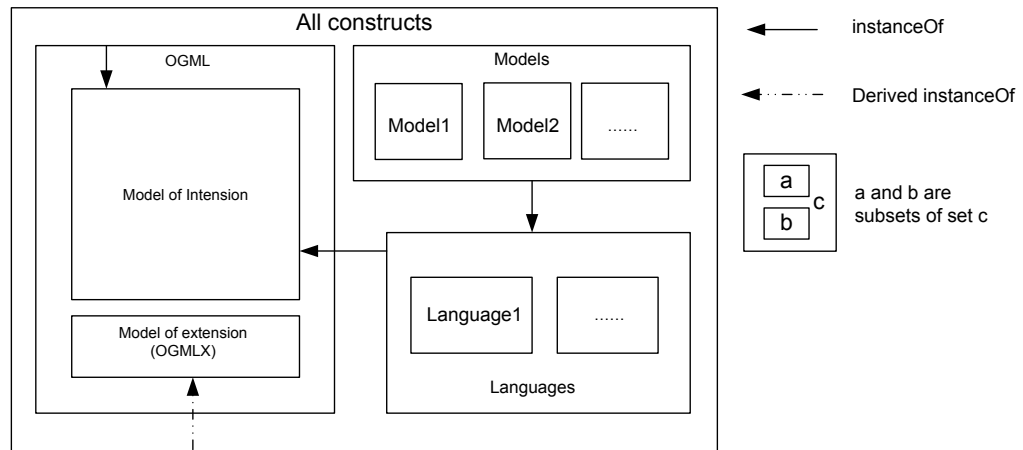 All constructs
OGML
Model of Intension
Model of extension
(OGMLX)
Models
Model1
Model2
......
Language1
......
Languages
instanceOf
Derived instanceOf
a
b
c
a and b are
subsets of set c